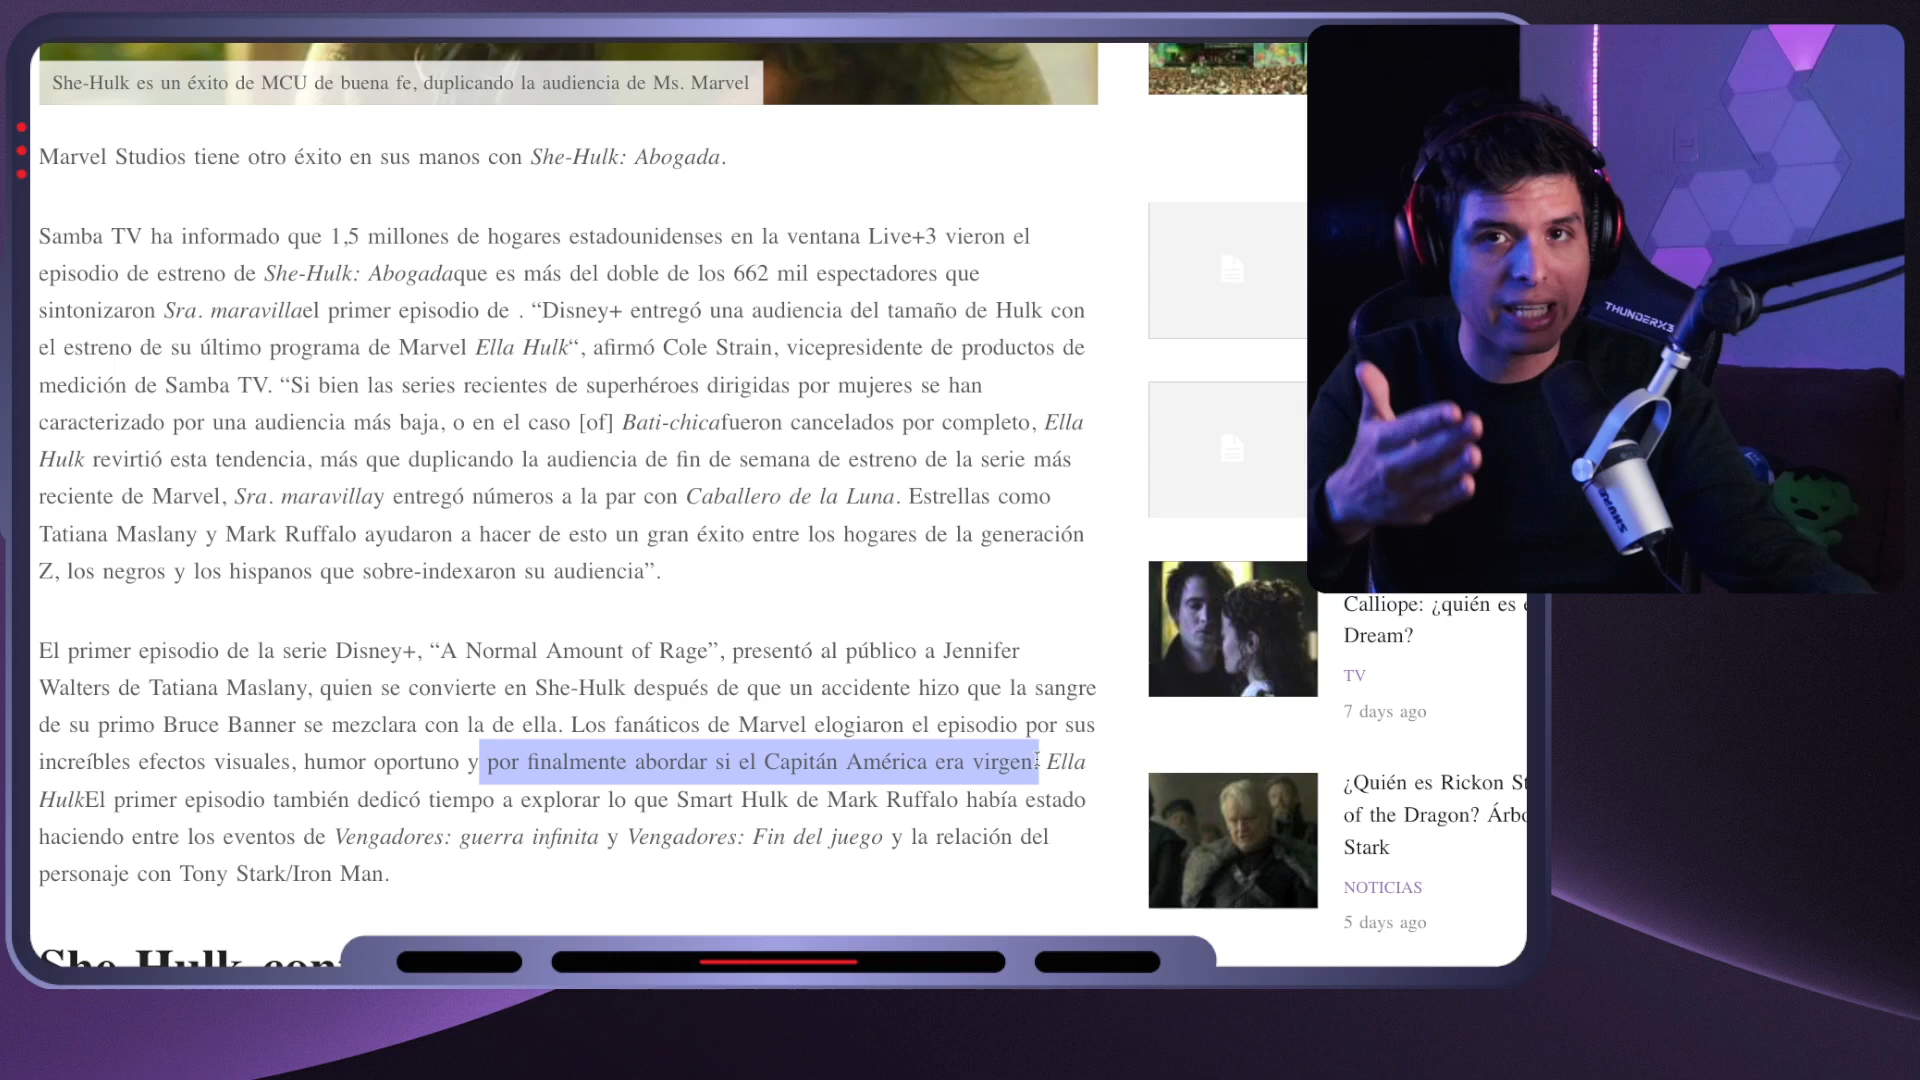 She-Hulk es un éxito de MCU de buena fe, duplicando la audiencia de Ms. Marvel
Marvel Studios tiene otro éxito en sus manos con She-Hulk: Abogada.
Samba TV ha informado que 1,5 millones de hogares estadounidenses en la ventana Live+3 vieron el
episodio de estreno de She-Hulk: Abogadaque es más del doble de los 662 mil espectadores que
sintonizaron Sra. maravillael primer episodio de . “Disney+ entregó una audiencia del tamaño de Hulk con
el estreno de su último programa de Marvel Ella Hulk“, afirmó Cole Strain, vicepresidente de productos de
medición de Samba TV. “Si bien las series recientes de superhéroes dirigidas por mujeres se han
caracterizado por una audiencia más baja, o en el caso [of] Bati-chicafueron cancelados por completo, Ella
Hulk revirtió esta tendencia, más que duplicando la audiencia de fin de semana de estreno de la serie más
reciente de Marvel, Sra. maravillay entregó números a la par con Caballero de la Luna. Estrellas como
Tatiana Maslany y Mark Ruffalo ayudaron a hacer de esto un gran éxito entre los hogares de la generación
Z, los negros y los hispanos que sobre-indexaron su audiencia”.
El primer episodio de la serie Disney+, “A Normal Amount of Rage”, presentó al público a Jennifer
Walters de Tatiana Maslany, quien se convierte en She-Hulk después de que un accidente hizo que la sangre
de su primo Bruce Banner se mezclara con la de ella. Los fanáticos de Marvel elogiaron el episodio por sus
increíbles efectos visuales, humor oportuno y por finalmente abordar si el Capitán América era virgen. Ella
HulkEl primer episodio también dedicó tiempo a explorar lo que Smart Hulk de Mark Ruffalo había estado
haciendo entre los eventos de Vengadores: guerra infinita y Vengadores: Fin del juego y la relación del
personaje con Tony Stark/Iron Man.
She-Hulk
THUNDERX3
SHURE
Calliope: ¿quién es
Dream?
TV
7 days ago
¿Quién es Rickon
of the Dragon?
Stark
NOTICIAS
5 days ago